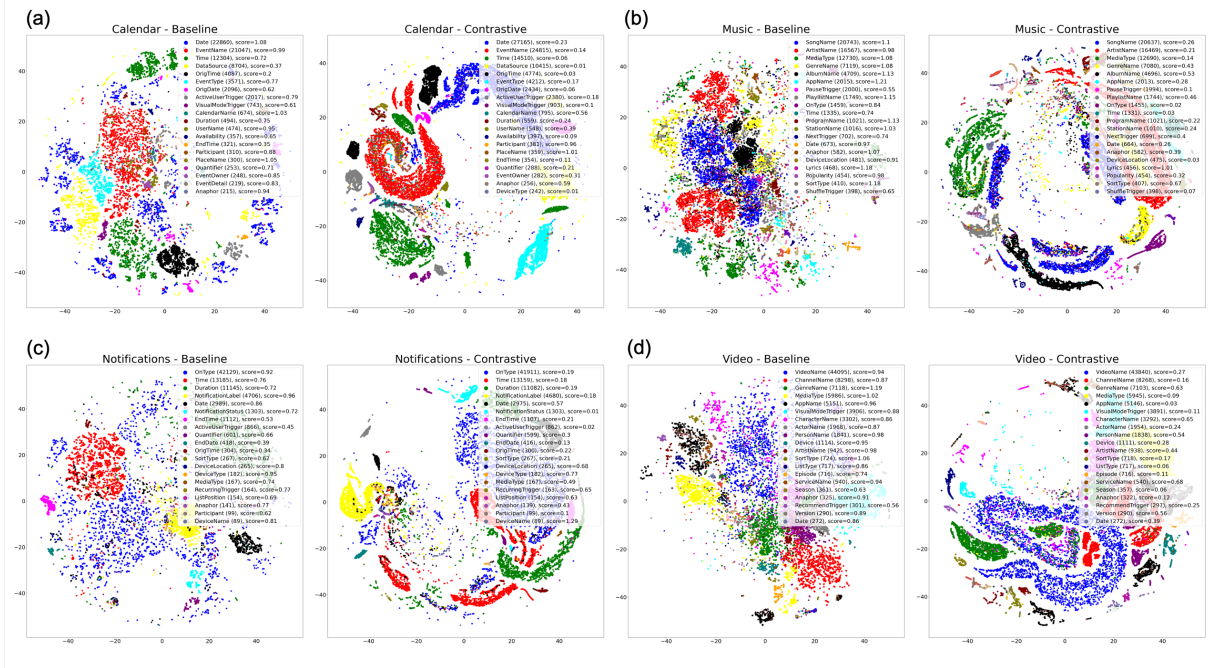 (a)
Calendar - Baseline
Date (22860), score=1.08
EventName (21047), score=0.99
Time (12304), score=0.72
DataSource (8704), score=0.37
OrigTime (4087), score=0.2
EventType (3571), score=0.77
OrigDate (2096), score=0.62
ActiveUserTrigger (2017), score=0.79
VisualModeTrigger (743), score=0.61
CalendarName (674), score=1.03
Duration (494), score=0.75
UserName (474), score=0.95
Availability (357), score=0.65
EndTime (321), score=0.35
Participant (310), score=0.88
PlaceName (300), score=1.05
Quantifier (253), score=0.73
EventOwner (248), score=0.85
EventDetail (219), score=0.83
Anaphor (215), score=0.94
Calendar - Contrastive
Date (27165), score=0.23
EventName (24815), score=0.14
Time (14510), score=0.06
DataSource (10415), score=0.01
OrigTime (4774), score=0.03
EventType (4212), score=0.17
OrigDate (2434), score=0.06
ActiveUserTrigger (2380), score=0.18
VisualModeTrigger (903), score=0.1
CalendarName (795), score=0.56
Duration (559), score=0.24
UserName (548), score=0.39
Availability (397), score=0.09
Participant (381), score=0.96
PlaceName (359), score=1.01
EndTime (354), score=0.11
Quantifier (288), score=0.21
EventOwner (282), score=0.31
Anaphor (256), score=0.59
DeviceType (242), score=0.01
(b)
Music - Baseline
SongName (20743), score=1.1
ArtistName (16567), score=0.98
MediaType (12730), score=1.08
GenreName (7119), score=1.08
AlbumName (4709), score=1.13
AppName (2015), score=1.21
PauseTrigger (2000), score=0.55
PlaylistName (1749), score=1.15
OnType (1459), score=0.84
Time (1335), score=0.74
ProgramName (1021), score=1.13
StationName (1016), score=1.03
NextTrigger (702), score=0.74
Date (673), score=0.97
Anaphor (582), score=1.07
DeviceLocation (481), score=0.91
Lyrics (468), score=1.18
Popularity (454), score=0.98
SortType (410), score=1.18
ShuffleTrigger (398), score=0.65
Music - Contrastive
SongName (20637), score=0.26
ArtistName (16469), score=0.21
MediaType (12690), score=0.14
GenreName (7080), score=0.43
AlbumName (4696), score=0.53
AppName (2013), score=0.28
PauseTrigger (1994), score=0.1
PlaylistName (1744), score=0.46
OnType (1455), score=0.02
Time (1331), score=0.03
ProgramName (1021), score=0.22
StationName (1010), score=0.24
NextTrigger (699), score=0.4
Date (664), score=0.26
Anaphor (582), score=0.39
DeviceLocation (475), score=0.03
Lyrics (456), score=1.01
Popularity (454), score=0.32
SortType (407), score=0.67
ShuffleTrigger (398), score=0.07
(c)
Notifications - Baseline
OnType (42129), score=0.92
Time (13185), score=0.76
Duration (11145), score=0.72
NotificationLabel (4706), score=0.96
Date (2989), score=0.86
NotificationStatus (1303), score=0.72
EndTime (1112), score=0.53
ActiveUserTrigger (866), score=0.45
Quantifier (601), score=0.66
EndDate (418), score=0.39
OrigTime (304), score=0.34
SortType (267), score=0.62
DeviceLocation (265), score=0.8
DeviceType (182), score=0.95
MediaType (167), score=0.74
RecurringTrigger (164), score=0.77
ListPosition (154), score=0.69
Anaphor (141), score=0.77
Participant (99), score=0.62
DeviceName (89), score=0.81
Notifications - Contrastive
OnType (41911), score=0.19
Time (13159), score=0.18
Duration (11082), score=0.19
NotificationLabel (4680), score=0.18
Date (2975), score=0.57
NotificationStatus (1303), score=0.01
EndTime (1107), score=0.21
ActiveUserTrigger (862), score=0.02
Quantifier (599), score=0.3
EndDate (416), score=0.13
OrigTime (300), score=0.22
SortType (267), score=0.21
DeviceLocation (265), score=0.68
DeviceType (182), score=0.77
MediaType (167), score=0.49
RecurringTrigger (163), score=0.65
ListPosition (154), score=0.63
Anaphor (139), score=0.43
Participant (99), score=0.1
DeviceName (89), score=1.29
(d)
Video - Baseline
VideoName (44095), score=0.94
ChannelName (8298), score=0.87
GenreName (7118), score=1.19
MediaType (5986), score=1.02
AppName (5151), score=0.96
VisualModeTrigger (3906), score=0.88
CharacterName (3302), score=0.86
ActorName (1968), score=0.87
PersonName (1841), score=0.98
Device (1114), score=0.95
ArtistName (942), score=0.98
SortType (724), score=1.06
ListType (717), score=0.86
Episode (716), score=0.74
ServiceName (540), score=0.94
Season (361), score=0.63
Anaphor (325), score=0.91
RecommendTrigger (301), score=0.56
Version (290), score=0.89
Date (272), score=0.86
Video - Contrastive
VideoName (43840), score=0.27
ChannelName (8268), score=0.16
GenreName (7103), score=0.63
MediaType (5945), score=0.09
AppName (5146), score=0.03
VisualModeTrigger (3891), score=0.11
CharacterName (3292), score=0.65
ActorName (1954), score=0.24
PersonName (1838), score=0.54
Device (1111), score=0.28
ArtistName (938), score=0.44
SortType (718), score=0.17
ListType (717), score=0.06
Episode (716), score=0.11
ServiceName (540), score=0.68
Season (357), score=0.06
Anaphor (322), score=0.12
RecommendTrigger (297), score=0.25
Version (290), score=0.56
Date (272), score=0.39